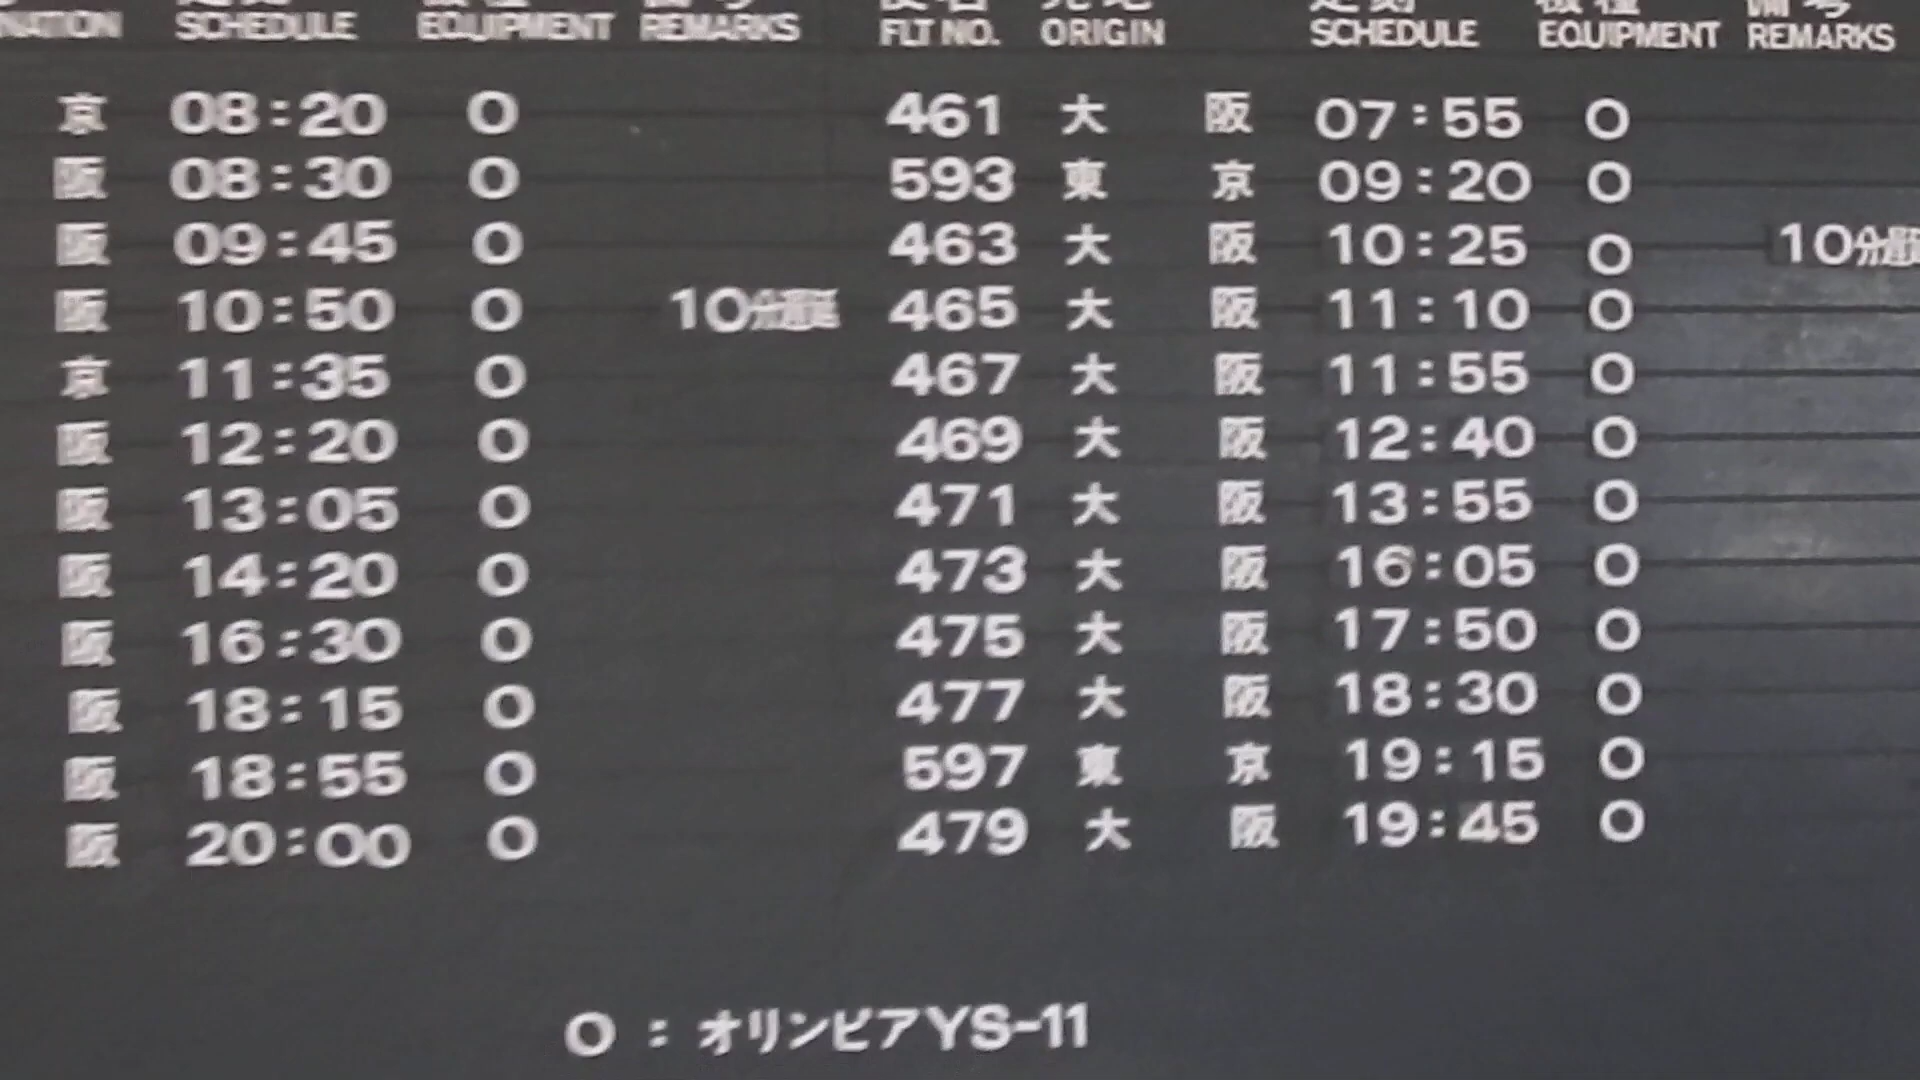 NATION SCHEDULE EQUIPMENT REMARKS FLT NO. ORIGIN SCHEDULE EQUIPMENT REMARKS
京 08:20 O 461 大 阪 07:55 O
阪 08:30 O 593 東 京 09:20 O
阪 09:45 O 463 大 阪 10:25 O 10分遅
阪 10:50 O 10分遅延 465 大 阪 11:10 O
京 11:35 O 467 大 阪 11:55 O
阪 12:20 O 469 大 阪 12:40 O
阪 13:05 O 471 大 阪 13:55 O
阪 14:20 O 473 大 阪 16:05 O
阪 16:30 O 475 大 阪 17:50 O
阪 18:15 O 477 大 阪 18:30 O
阪 18:55 O 597 東 京 19:15 O
阪 20:00 O 479 大 阪 19:45 O
O : オリンピアYS-11